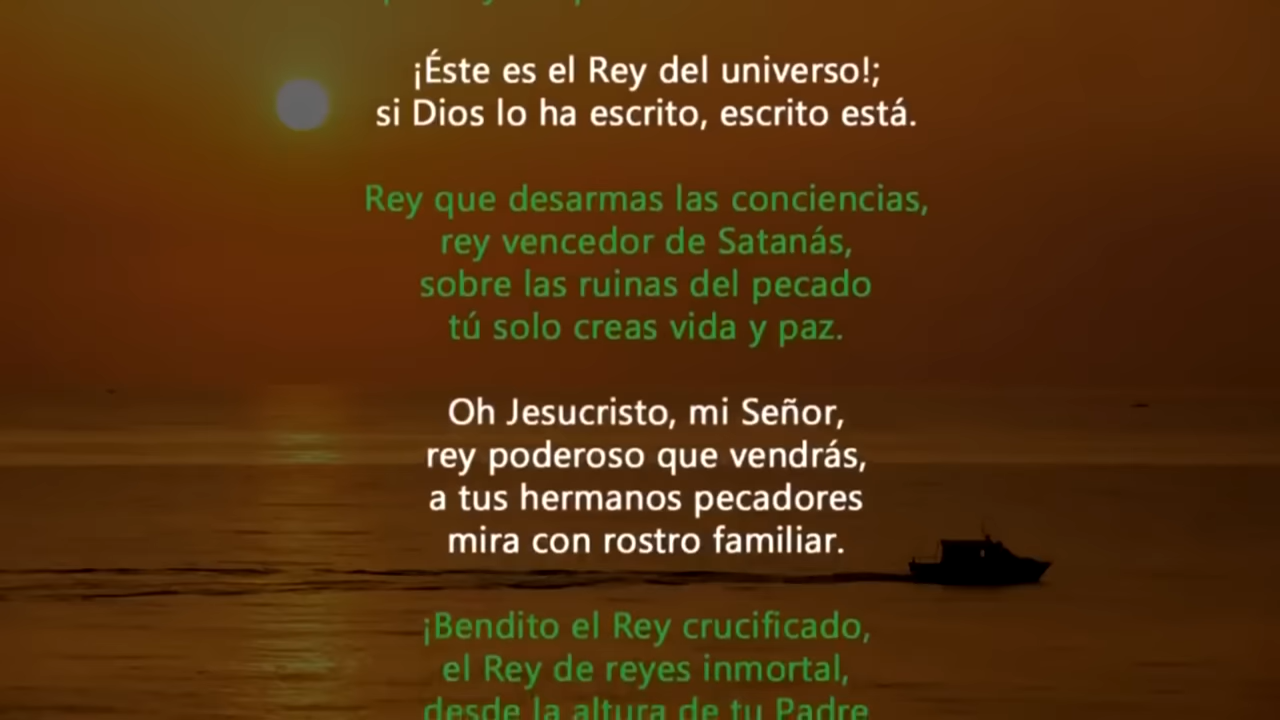 ¡Éste es el Rey del universo!;
si Dios lo ha escrito, escrito está.
Rey que desarmas las conciencias,
rey vencedor de Satanás,
sobre las ruinas del pecado
tú solo creas vida y paz.
Oh Jesucristo, mi Señor,
rey poderoso que vendrás,
a tus hermanos pecadores
mira con rostro familiar.
¡Bendito el Rey crucificado,
el Rey de reyes inmortal,
desde la altura de tu Padre